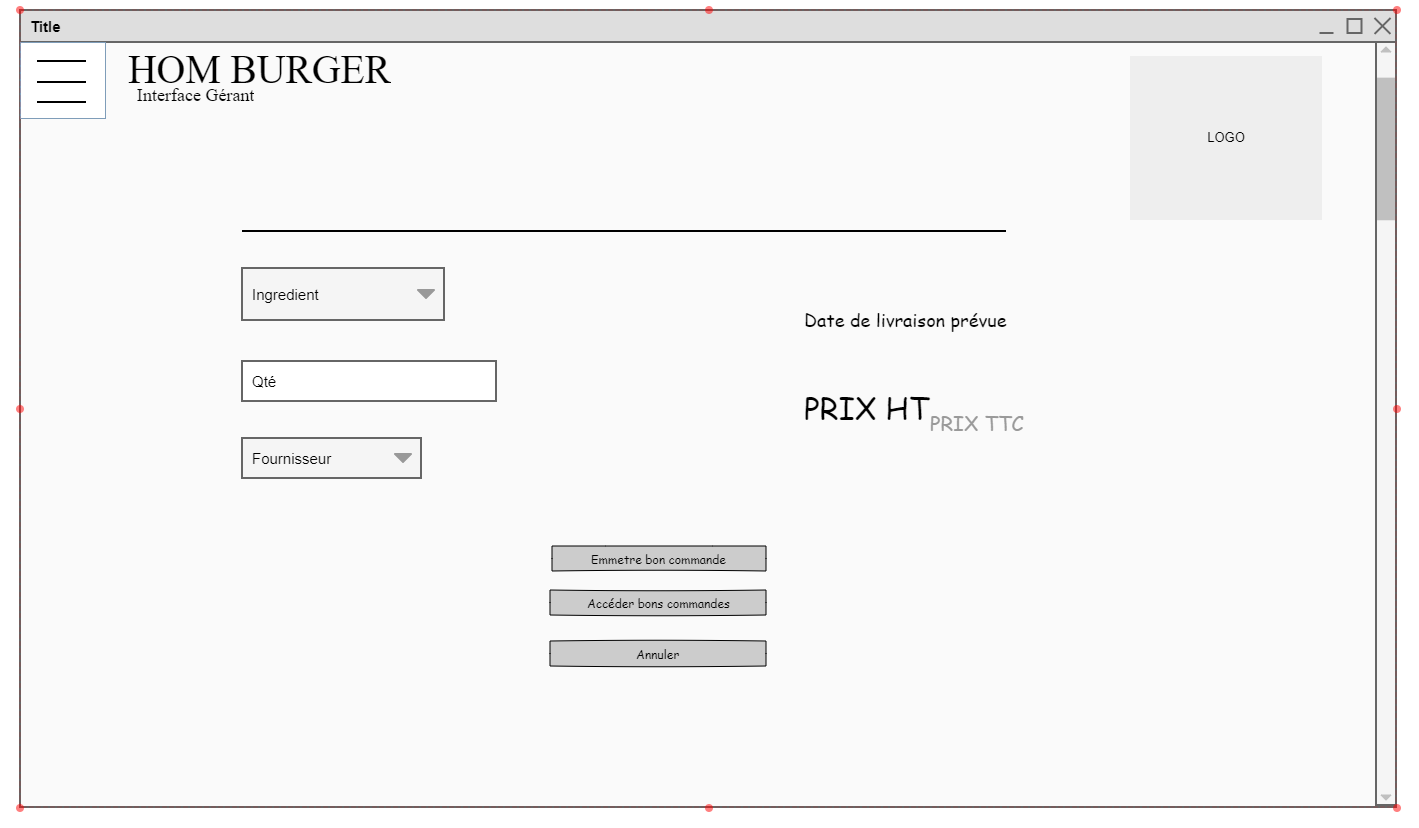 Title
HOM BURGER
Interface Gérant
LOGO
Ingredient
Date de livraison prévue
Qté
PRIX HT
PRIX TTC
Fournisseur
Emmetre bon commande
Accéder bons commandes
Annuler